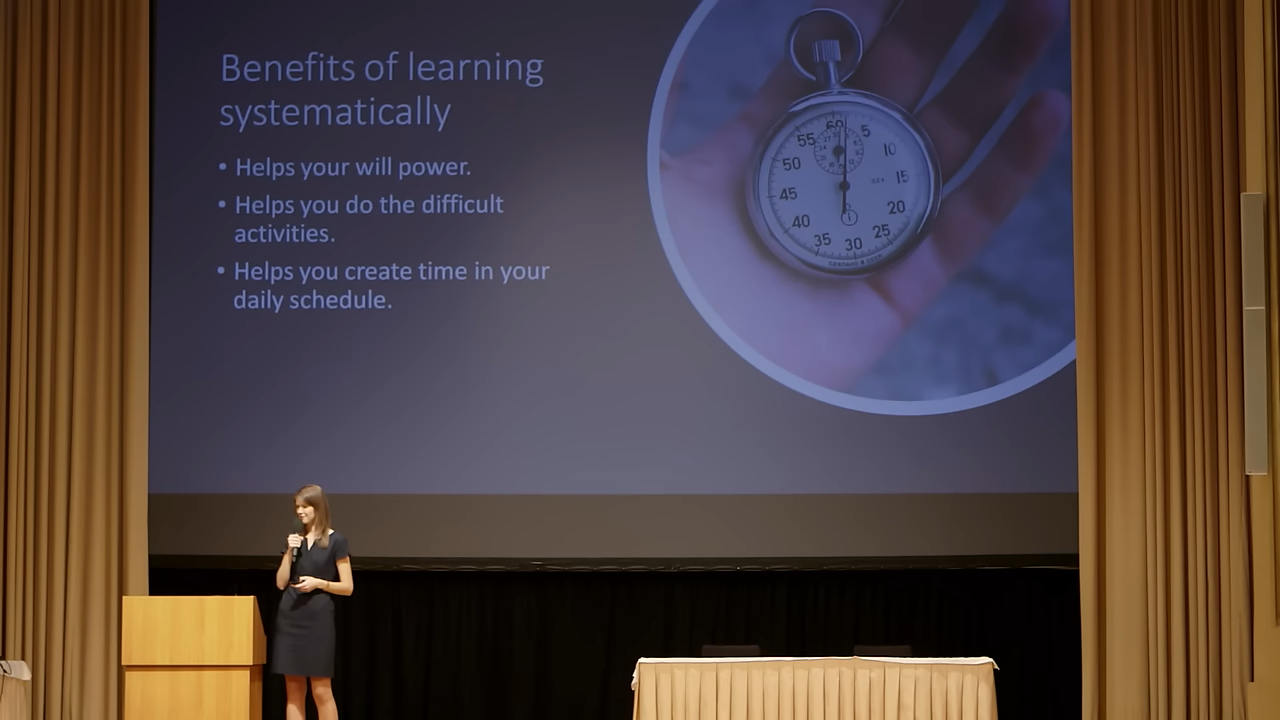 Benefits of learning
systematically
• Helps your will power.
• Helps you do the difficult
activities.
• Helps you create time in your
daily schedule.
60
5
10
15
20
25
30
35
40
45
50
55